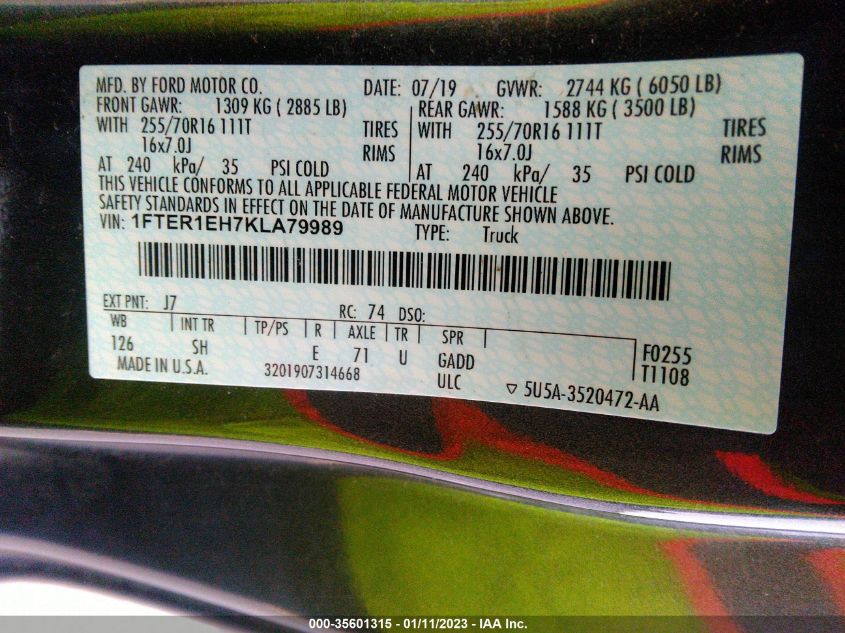 MFD. BY FORD MOTOR CO. DATE: 07/19 GVWR: 2744 KG ( 6050 LB)
FRONT GAWR: 1309 KG ( 2885 LB) REAR GAWR: 1588 KG ( 3500 LB)
WITH 255/70R16 111T TIRES WITH 255/70R16 111T TIRES
16x7.0J RIMS 16x7.0J RIMS
AT 240 kPa/ 35 PSI COLD AT 240 kPa/ 35 PSI COLD
THIS VEHICLE CONFORMS TO ALL APPLICABLE FEDERAL MOTOR VEHICLE
SAFETY STANDARDS IN EFFECT ON THE DATE OF MANUFACTURE SHOWN ABOVE.
VIN: 1FTER1EH7KLA79989 TYPE: Truck
EXT PNT: J7 RC: 74 DSO:
WB INT TR TP/PS R AXLE TR SPR
126 SH E 71 U GADD F0255
MADE IN U.S.A. 3201907314668 ULC T1108
▽ 5U5A-3520472-AA
000-35601315 - 01/11/2023 - IAA Inc.